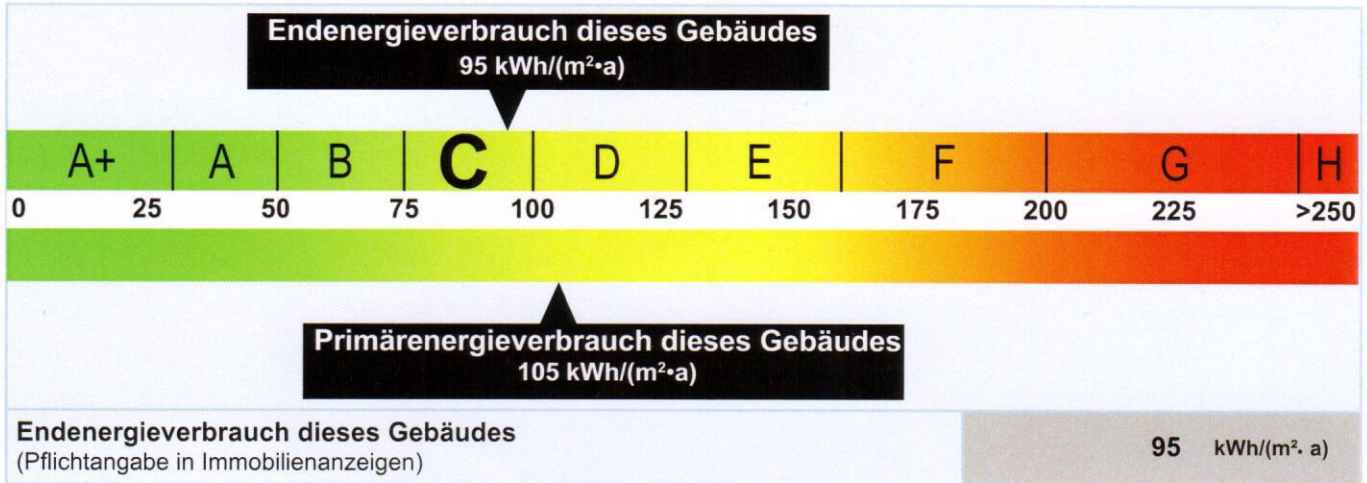 Endenergieverbrauch dieses Gebäudes
95 kWh/(m²•a)
A+ A B C D E F G H
0 25 50 75 100 125 150 175 200 225 >250
Primärenergieverbrauch dieses Gebäudes
105 kWh/(m²•a)
Endenergieverbrauch dieses Gebäudes
(Pflichtangabe in Immobilienanzeigen)
95 kWh/(m²· a)